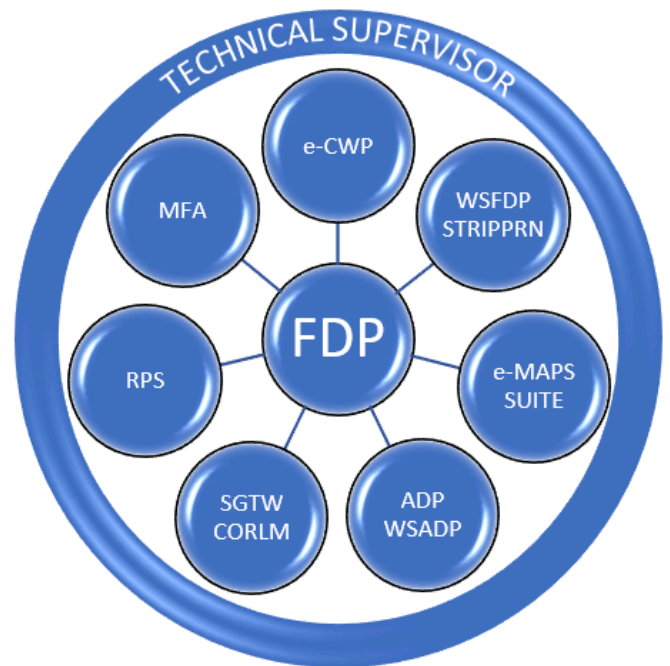 TECHNICAL SUPERVISOR
e-CWP
MFA
WSFDP
STRIPPRN
FDP
RPS
e-MAPS
SUITE
SGTW
CORLM
ADP
WSADP